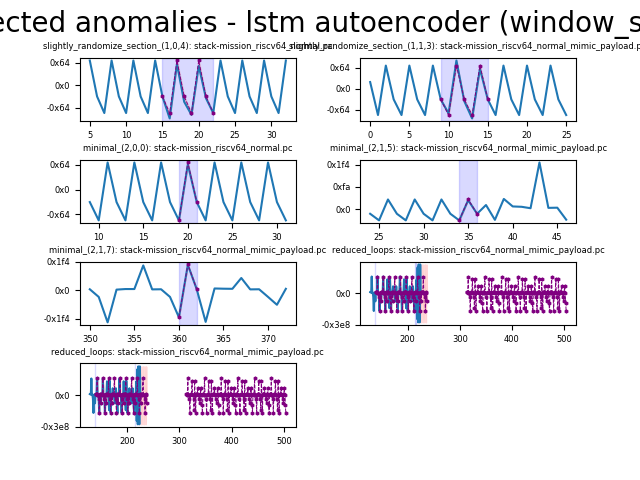 ected anomalies - lstm autoencoder (window_s
slightly_randomize_section_(1,0,4): stack-mission_riscv64_normal.pc
randomize_section_(1,1,3): stack-mission_riscv64_normal_mimic_payload.p
0x64
0x0
-0x64
5 10 15 20 25 30
0x64
0x0
-0x64
0 5 10 15 20 25
minimal_(2,0,0): stack-mission_riscv64_normal.pc
0x64
0x0
-0x64
10 15 20 25 30
minimal_(2,1,5): stack-mission_riscv64_normal_mimic_payload.pc
0x1f4
0xfa
0x0
25 30 35 40 45
minimal_(2,1,7): stack-mission_riscv64_normal_mimic_payload.pc
0x1f4
0x0
-0x1f4
350 355 360 365 370
reduced_loops: stack-mission_riscv64_normal_mimic_payload.pc
0x0
-0x3e8
200 300 400 500
reduced_loops: stack-mission_riscv64_normal_mimic_payload.pc
0x0
-0x3e8
200 300 400 500